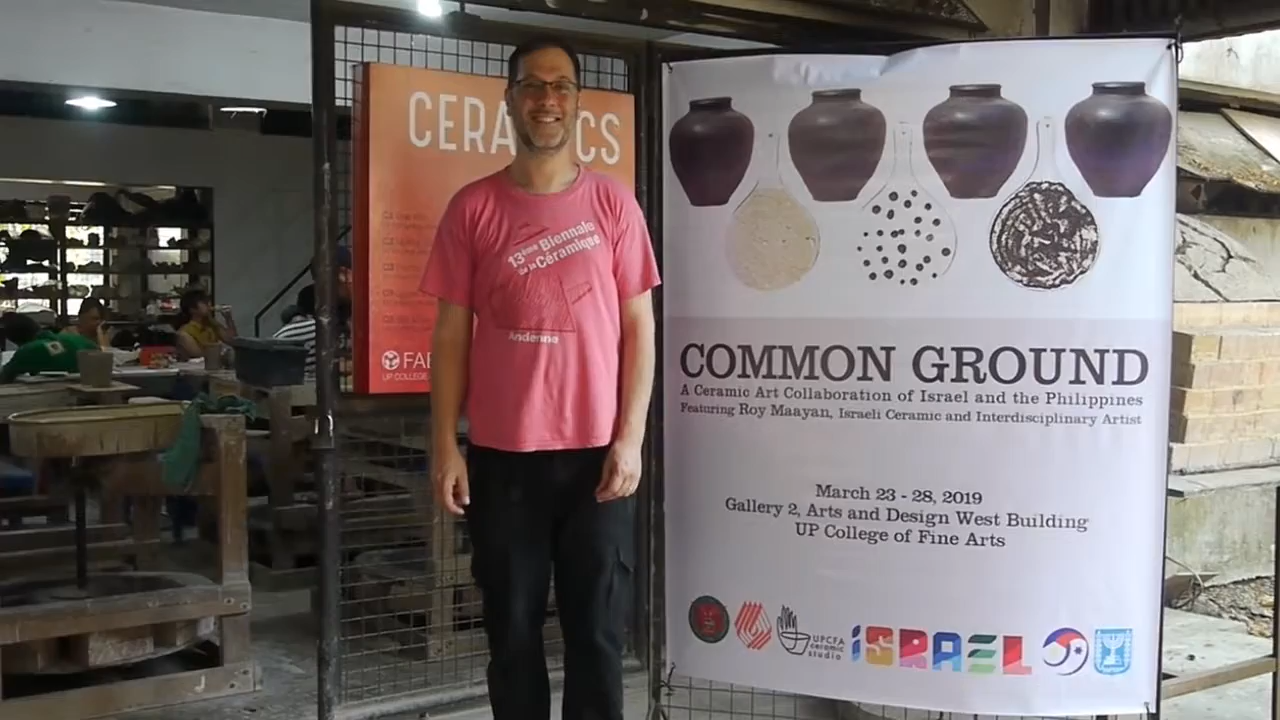 CERA CS
FAB
UP COLLEGE
13ème Biennale
de la Céramique
Andenne
COMMON GROUND
A Ceramic Art Collaboration of Israel and the Philippines
Featuring Roy Maayan, Israeli Ceramic and Interdisciplinary Artist
March 23 - 28, 2019
Gallery 2, Arts and Design West Building
UP College of Fine Arts
UPCFA
ceramic
studio
iSRAEL